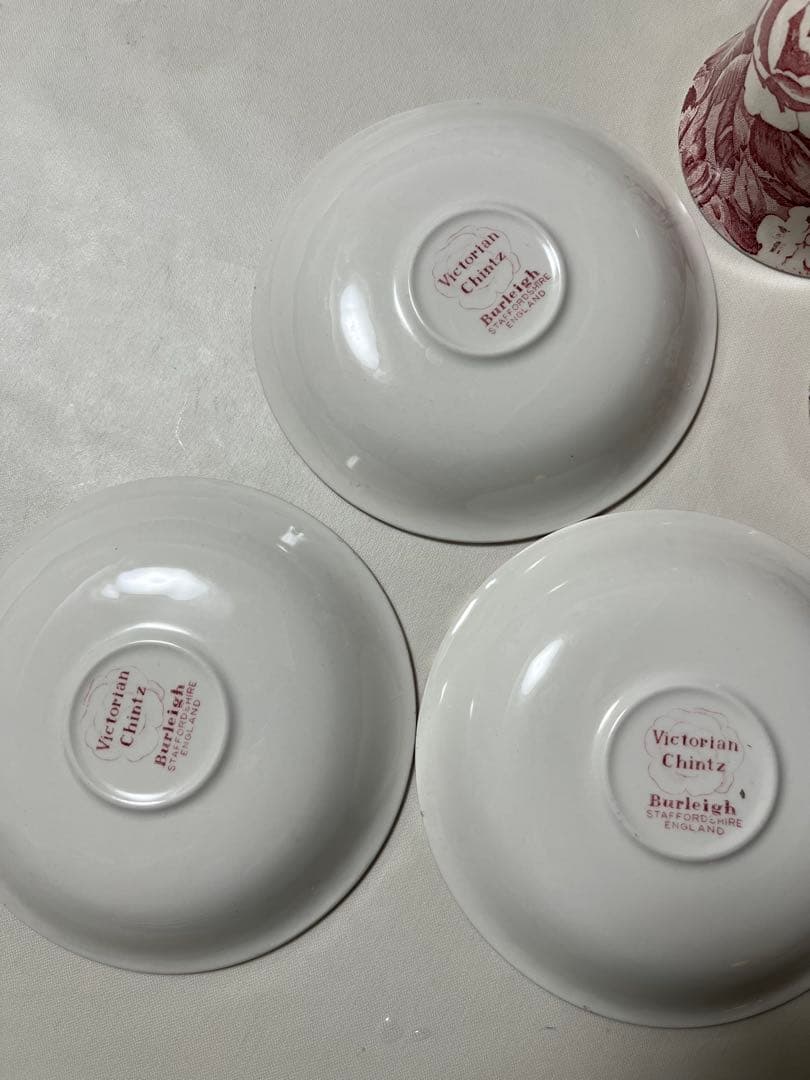 Victorian
Chintz
Burleigh
STAFFORDSHIRE
ENGLAND
Victorian
Chintz
Burleigh
STAFFORDSHIRE
ENGLAND
Victorian
Chintz
Burleigh
STAFFORDSHIRE
ENGLAND